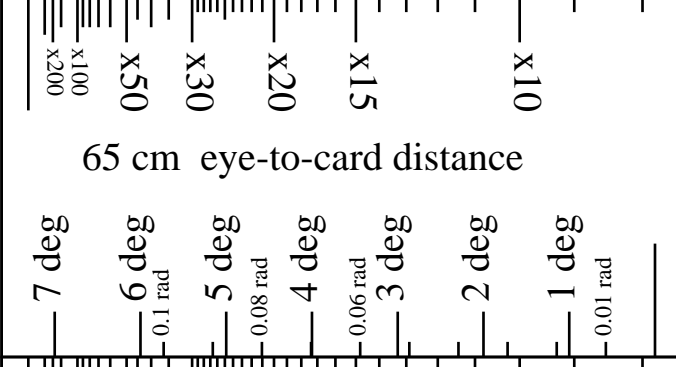 x200 x100 x50 x30 x20 x15 x10
65 cm eye-to-card distance
7 deg 6 deg 0.1 rad 5 deg 0.08 rad 4 deg 0.06 rad 3 deg 2 deg 1 deg 0.01 rad